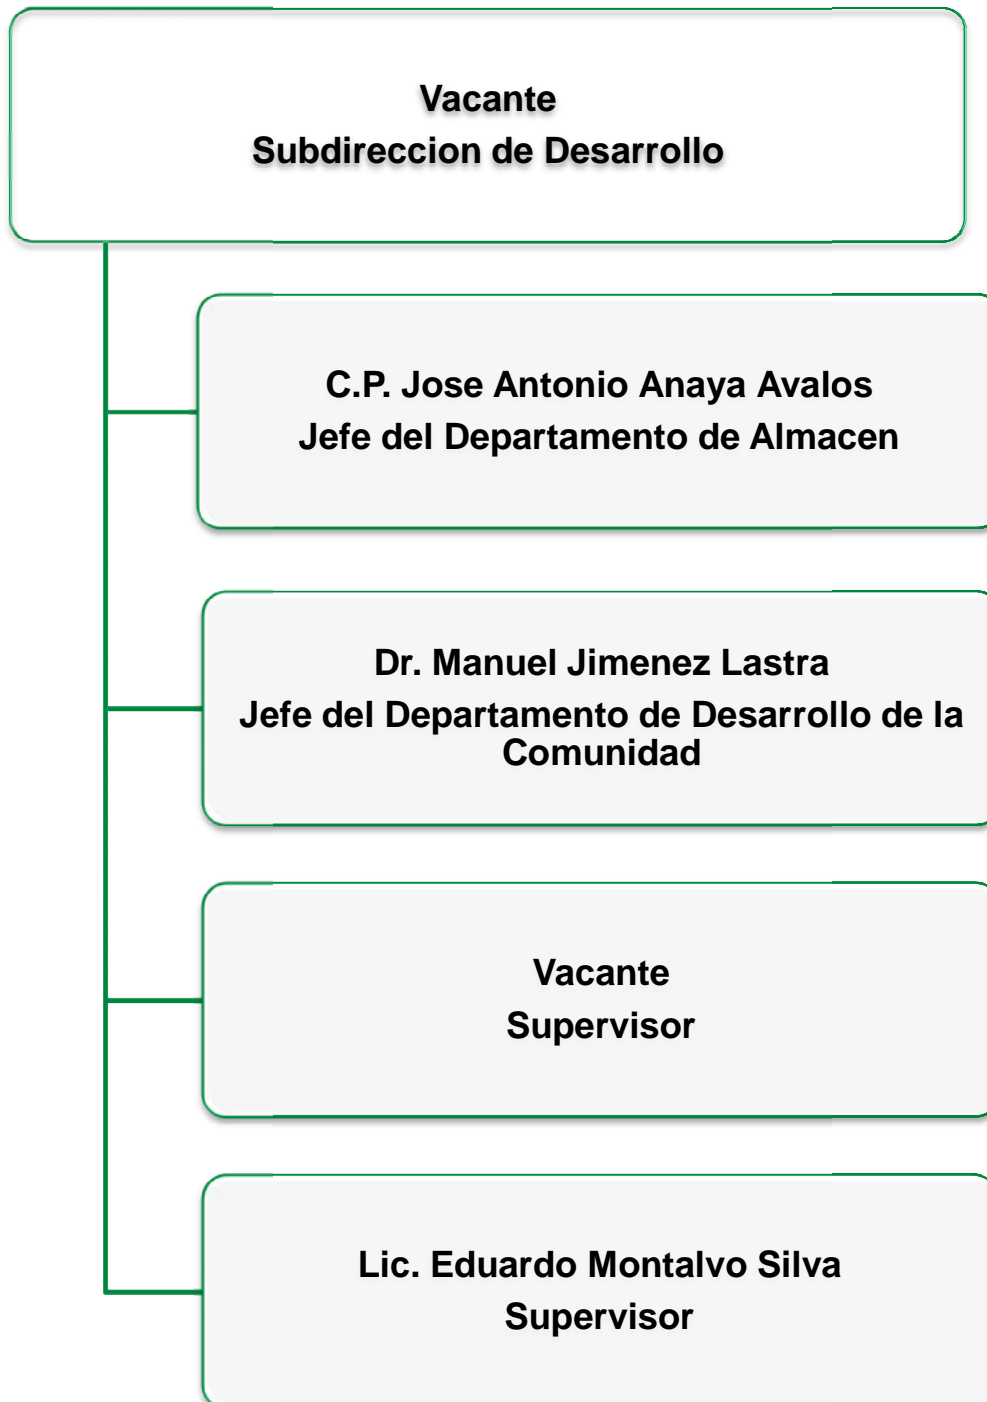 Vacante
Subdireccion de Desarrollo
C.P. Jose Antonio Anaya Avalos
Jefe del Departamento de Almacen
Dr. Manuel Jimenez Lastra
Jefe del Departamento de Desarrollo de la
Comunidad
Vacante
Supervisor
Lic. Eduardo Montalvo Silva
Supervisor